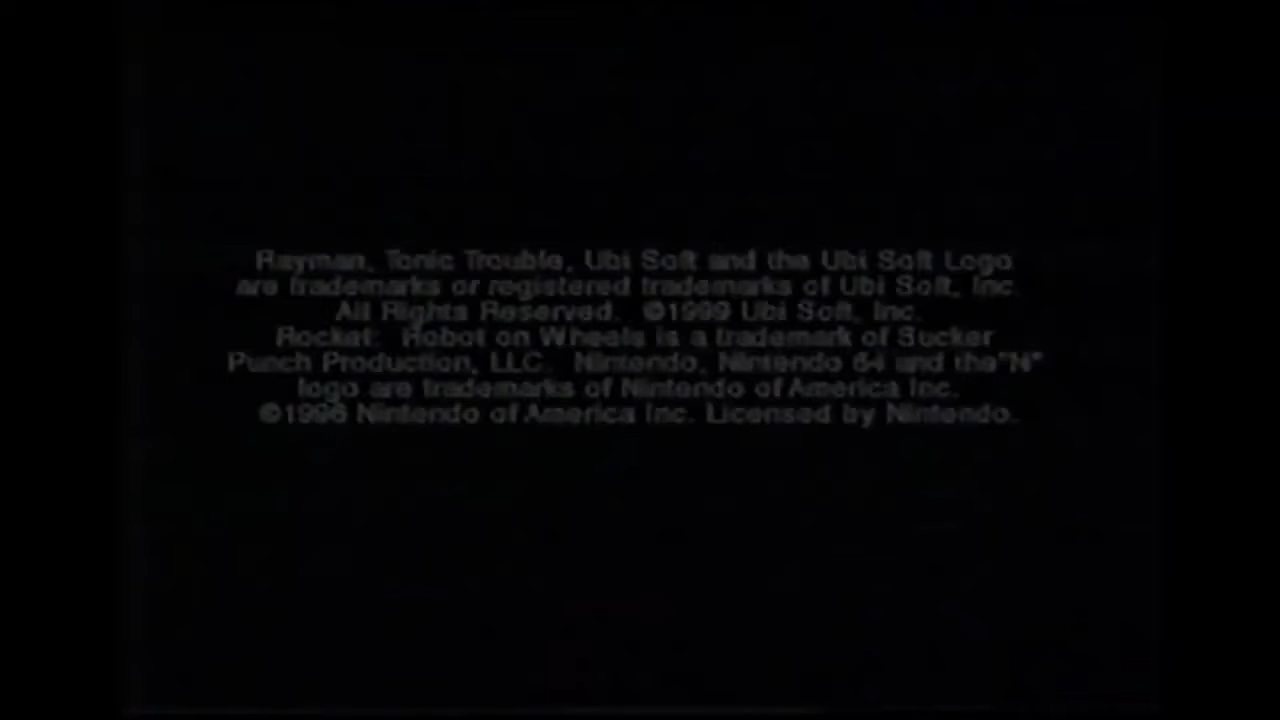 Rayman, Tonic Trouble, Ubi Soft and the Ubi Soft Logo
are trademarks or registered trademarks of Ubi Soft, Inc.
All Rights Reserved. ©1999 Ubi Soft, Inc.
Rocket: Robot on Wheels is a trademark of Sucker
Punch Production, LLC. Nintendo, Nintendo 64 and the "N"
logo are trademarks of Nintendo of America Inc.
©1996 Nintendo of America Inc. Licensed by Nintendo.